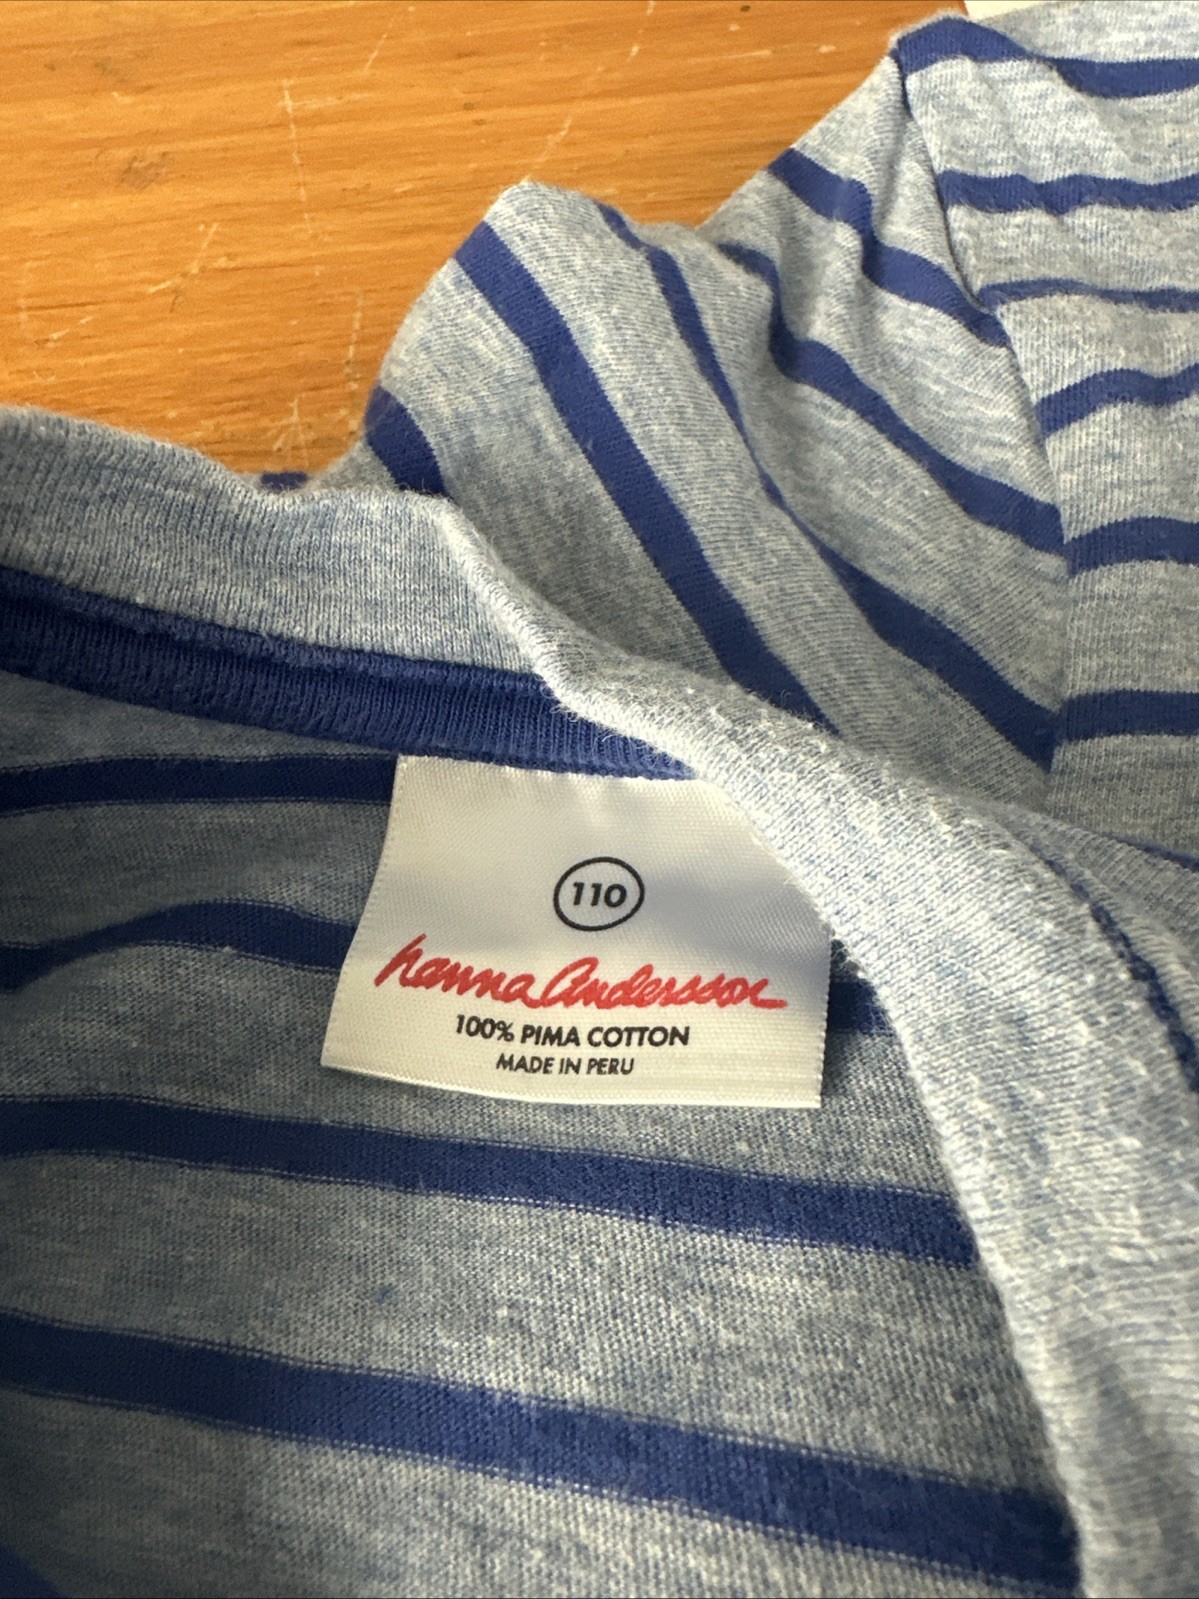 110
hanna Andersson
100% PIMA COTTON
MADE IN PERU